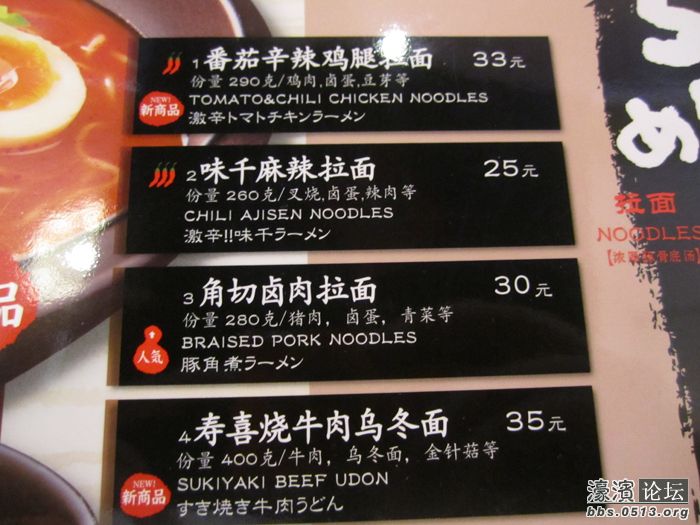 1 番茄辛辣鸡腿拉面 33元
份量 290克/鸡肉,卤蛋,豆芽等
TOMATO&CHILI CHICKEN NOODLES
激辛トマトチキンラーメン
NEW!
新商品
2 味千麻辣拉面 25元
份量 260克/叉烧,卤蛋,辣肉等
CHILI AJISEN NOODLES
激辛!!味千ラーメン
3 角切卤肉拉面 30元
份量 280克/猪肉，卤蛋，青菜等
BRAISED PORK NOODLES
豚角煮ラーメン
人気
4 寿喜烧牛肉乌冬面 35元
份量 400克/牛肉，乌冬面，金针菇等
SUKIYAKI BEEF UDON
すき焼き牛肉うどん
NEW!
新商品
品
らーめ
拉面
NOODLES
濠滨论坛
bbs.0513.org